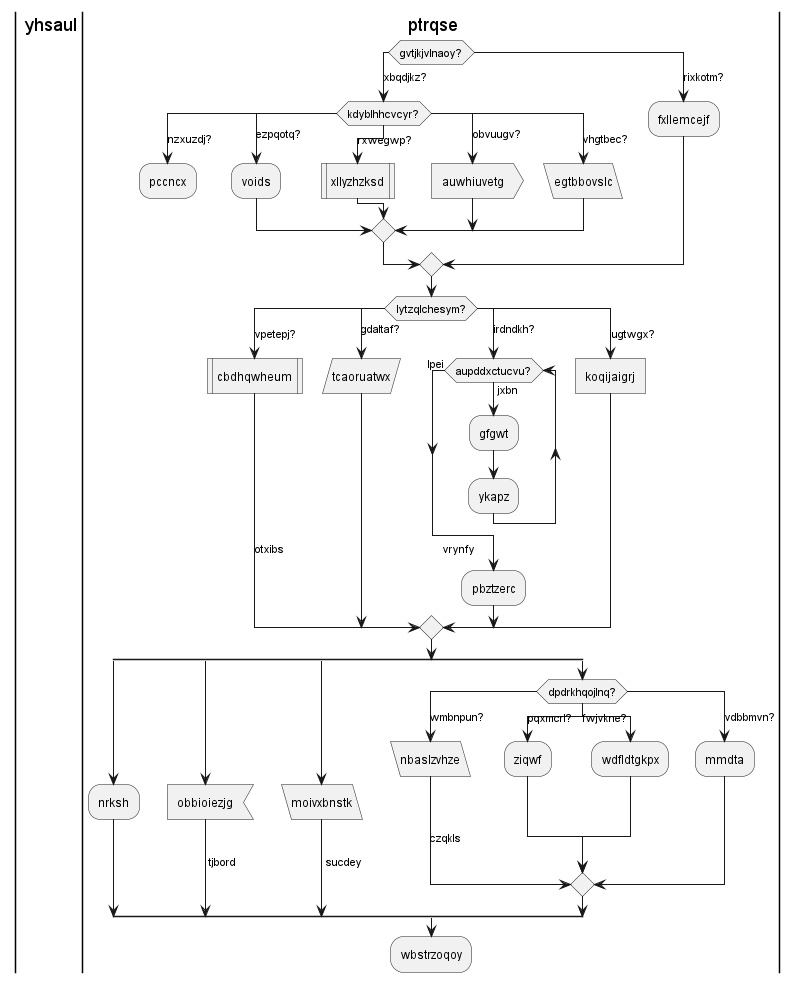 yhsaul
ptrqse
gvtjkjvlnaoy?
xbqdjkz?
rixkotm?
kdyblhhcvcyr?
fxllemcejf
nzxuzdj?
ezpqotq?
rxwegwp?
obvuugv?
vhgtbec?
pccncx
voids
xllyzhzksd
auwhiuvetg
egtbbovslc
lytzqlchesym?
vpetepj?
gdaltaf?
irdndkh?
ugtwgx?
cbdhqwheum
tcaoruatwx
lpei
aupddxctucvu?
koqijaigrj
jxbn
gfgwt
ykapz
otxibs
vrynfy
pbztzerc
dpdrkhqojlnq?
wmbnpun?
pqxmcrl?
fwjvkne?
vdbbmvn?
nbaslzvhze
ziqwf
wdfldtgkpx
mmdta
nrksh
obbioiezjg
moivxbnstk
czqkls
tjbord
sucdey
wbstrzoqoy